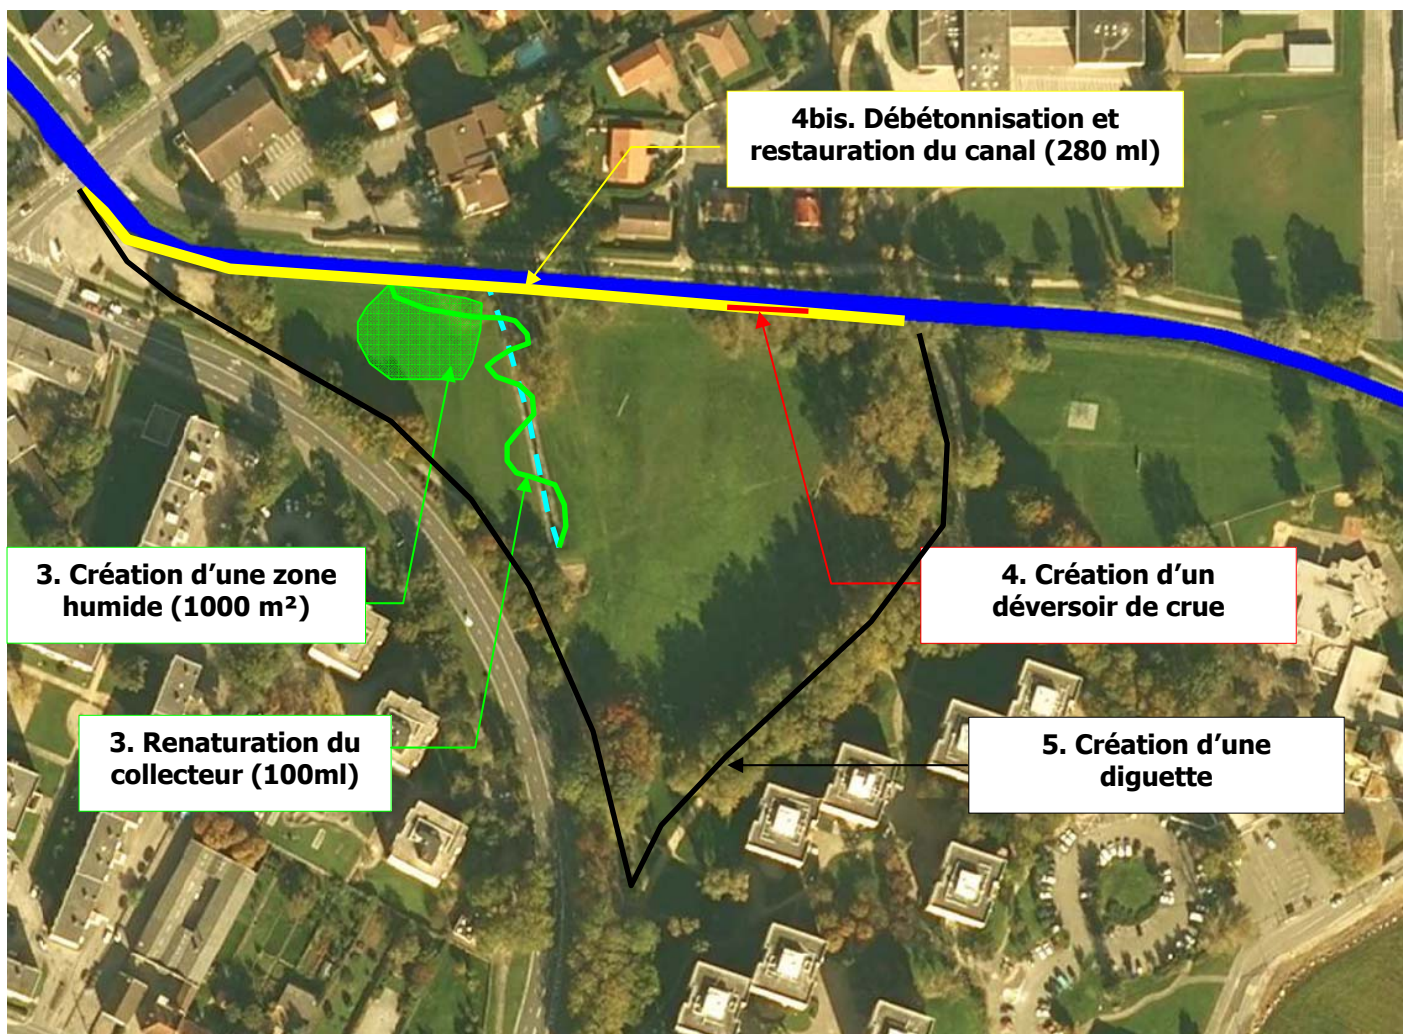 4bis. Débétonnisation et
restauration du canal (280 ml)
3. Création d’une zone
humide (1000 m²)
4. Création d’un
déversoir de crue
3. Renaturation du
collecteur (100ml)
5. Création d’une
diguette